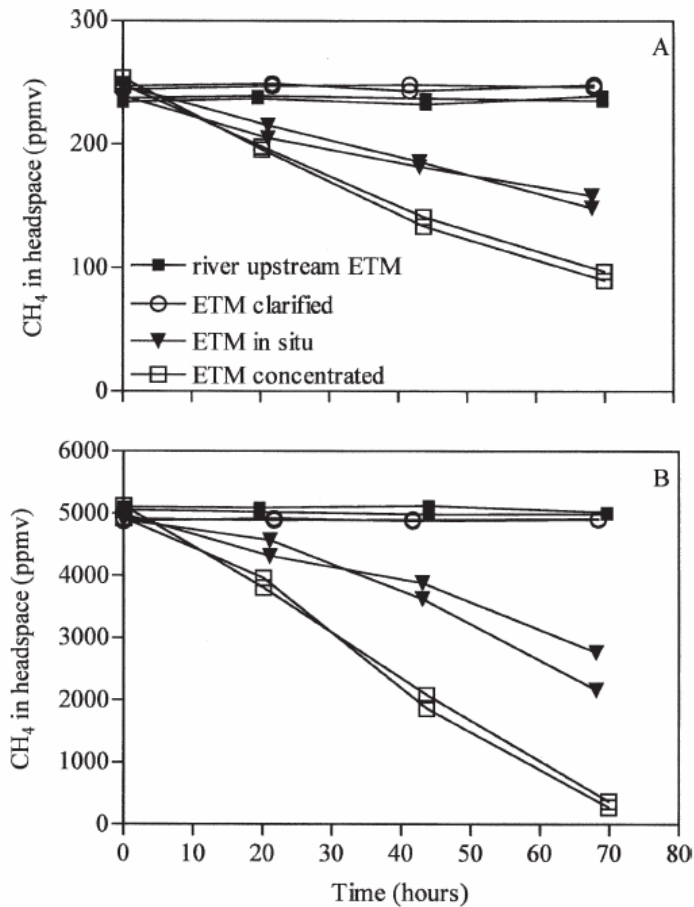 300
A
200
100
0
CH₄ in headspace (ppmv)
river upstream ETM
ETM clarified
ETM in situ
ETM concentrated
6000
B
5000
4000
3000
2000
1000
0
CH₄ in headspace (ppmv)
0 10 20 30 40 50 60 70 80
Time (hours)